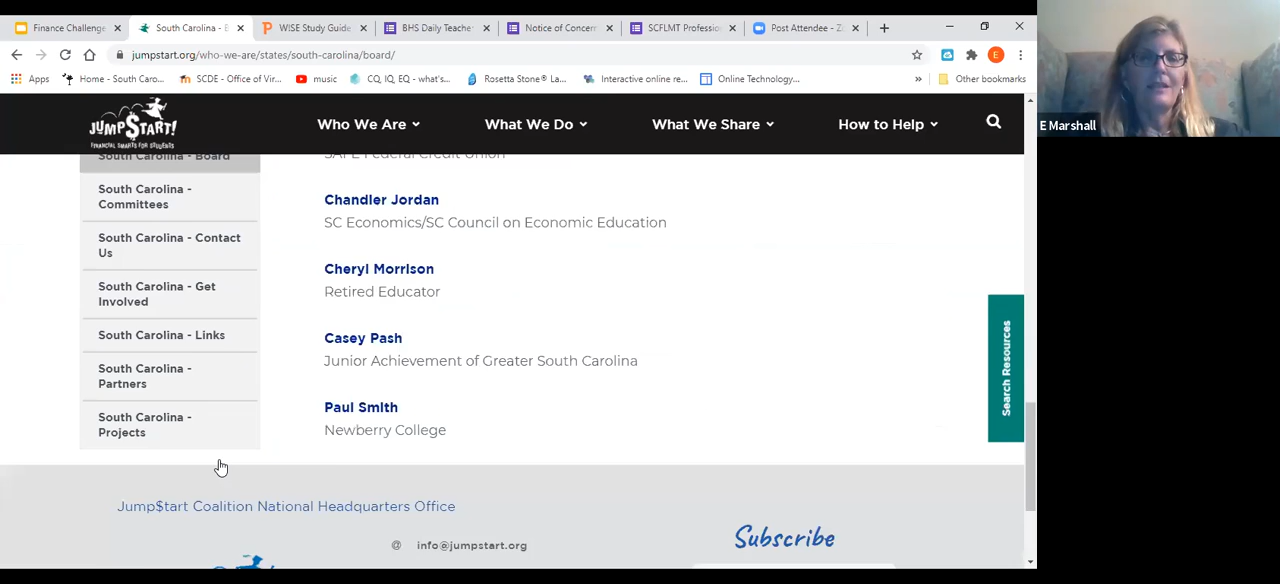 Finance Challenge
South Carolina - B
WISE Study Guide
BHS Daily Teache
Notice of Concern
SCFLMT Professio
Post Attendee - Z
jumpstart.org/who-we-are/states/south-carolina/board/
E
Apps
Home - South Caro...
SCDE - Office of Vir...
music
CQ, IQ, EQ - what's...
Rosetta Stone® La...
Interactive online re...
Online Technology...
»
Other bookmarks
JUMP$TART!
FINANCIAL SMARTS FOR STUDENTS
Who We Are
What We Do
What We Share
How to Help
E Marshall
South Carolina - Board
SAFE Federal Credit Union
South Carolina -
Committees
South Carolina - Contact
Us
South Carolina - Get
Involved
South Carolina - Links
South Carolina -
Partners
South Carolina -
Projects
Chandler Jordan
SC Economics/SC Council on Economic Education
Cheryl Morrison
Retired Educator
Casey Pash
Junior Achievement of Greater South Carolina
Paul Smith
Newberry College
Search Resources
Jump$tart Coalition National Headquarters Office
@ info@jumpstart.org
Subscribe